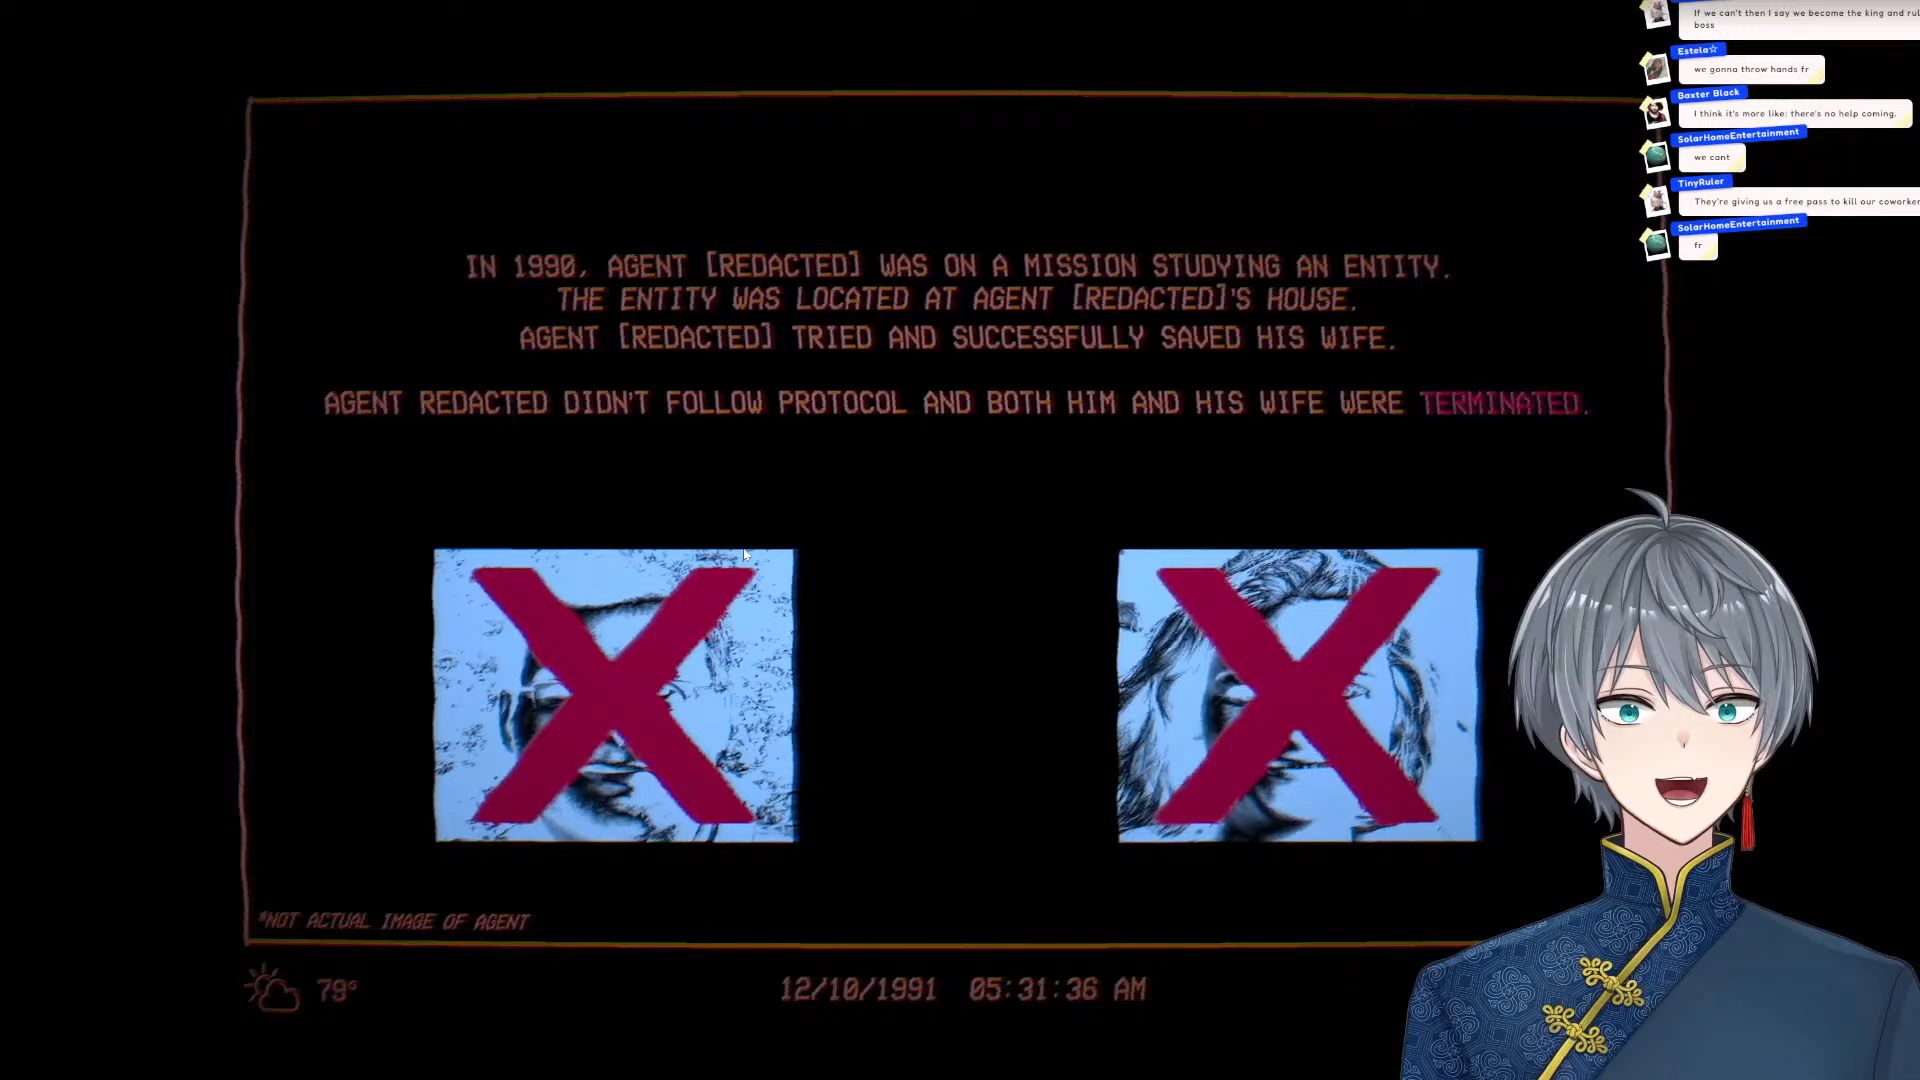 If we can't then I say we become the king and rul
boss
Estela☆
we gonna throw hands fr
Baxter Black
I think it's more like: there's no help coming.
SolarHomeEntertainment
we cant
TinyRuler
They're giving us a free pass to kill our coworker
SolarHomeEntertainment
fr
IN 1990, AGENT [REDACTED] WAS ON A MISSION STUDYING AN ENTITY.
THE ENTITY WAS LOCATED AT AGENT [REDACTED]'S HOUSE.
AGENT [REDACTED] TRIED AND SUCCESSFULLY SAVED HIS WIFE.
AGENT REDACTED DIDN'T FOLLOW PROTOCOL AND BOTH HIM AND HIS WIFE WERE TERMINATED.
*NOT ACTUAL IMAGE OF AGENT
79° 12/10/1991 05:31:36 AM